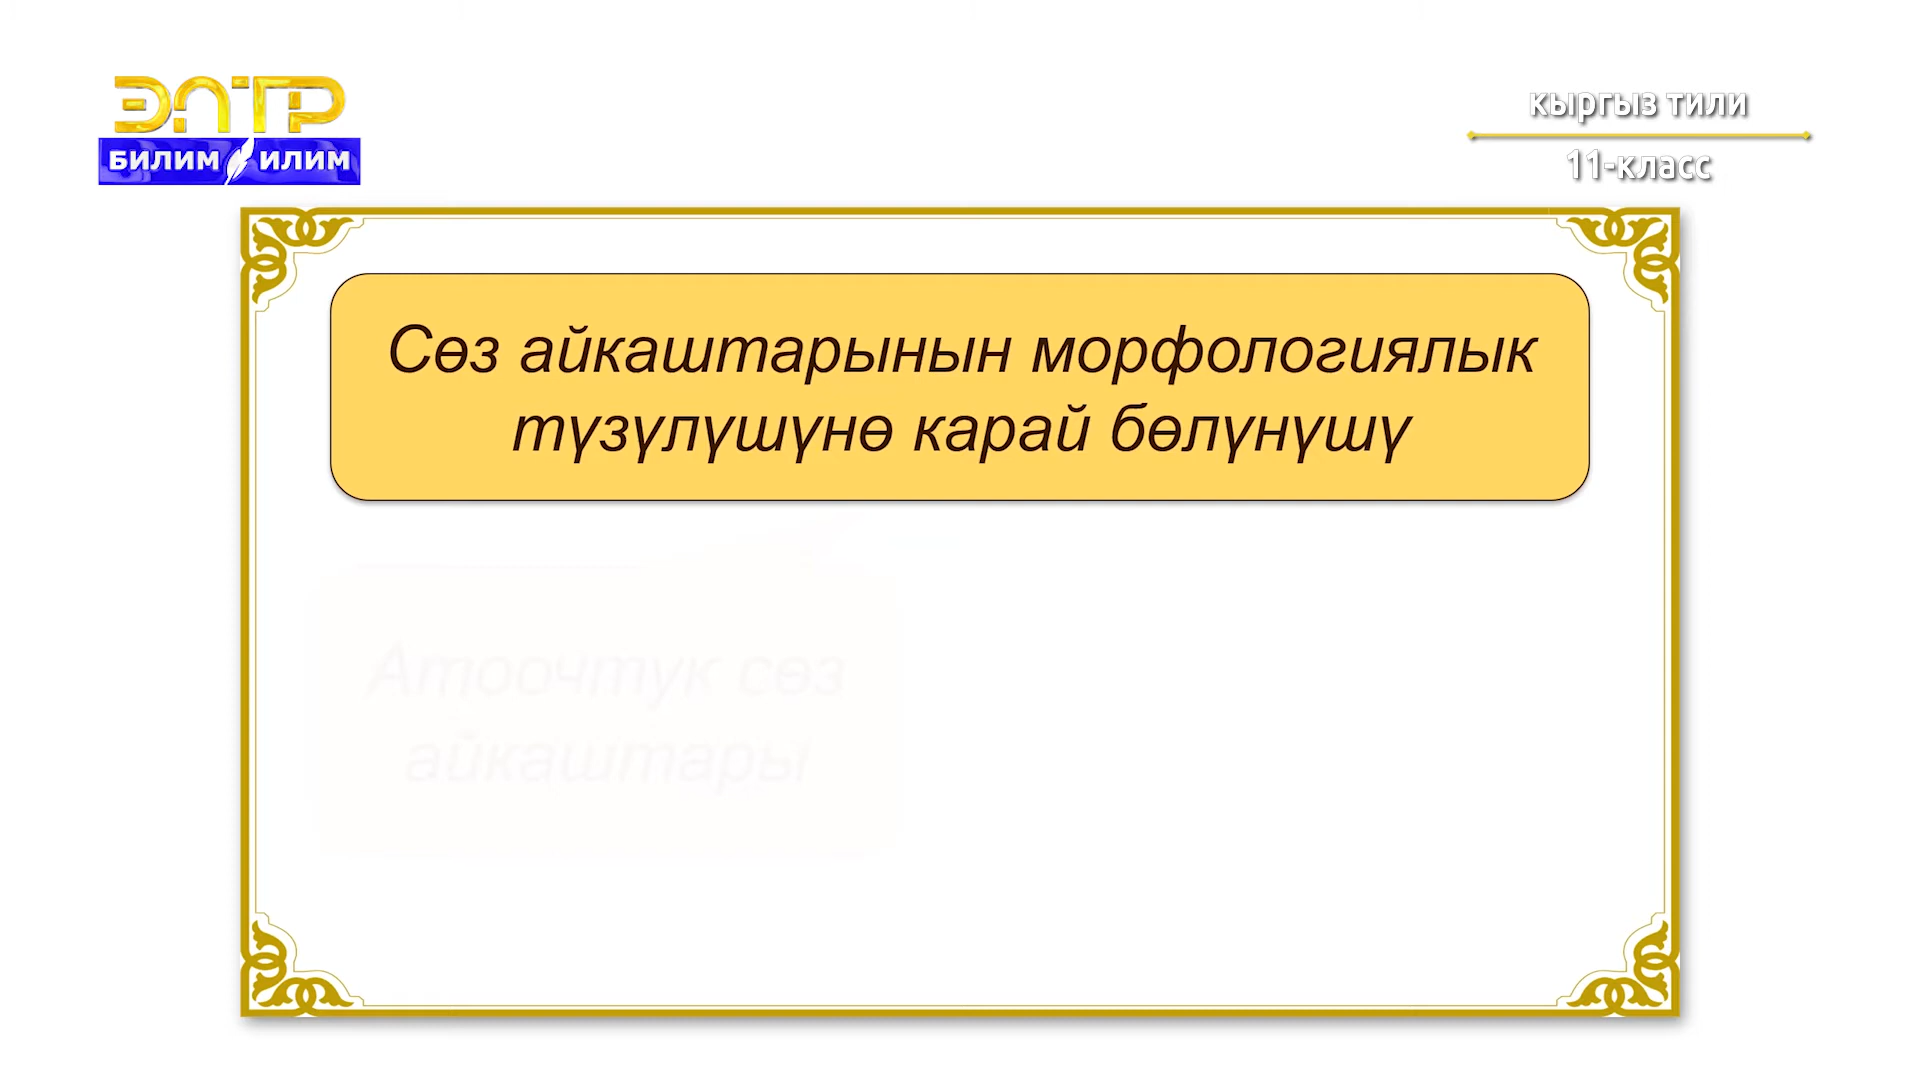 ЭЛТР
БИЛИМ ИЛИМ
кыргыз тили
11-класс
Сөз айкаштарынын морфологиялык
түзүлүшүнө карай бөлүнүшү
Атоочтук сөз
айкаштары